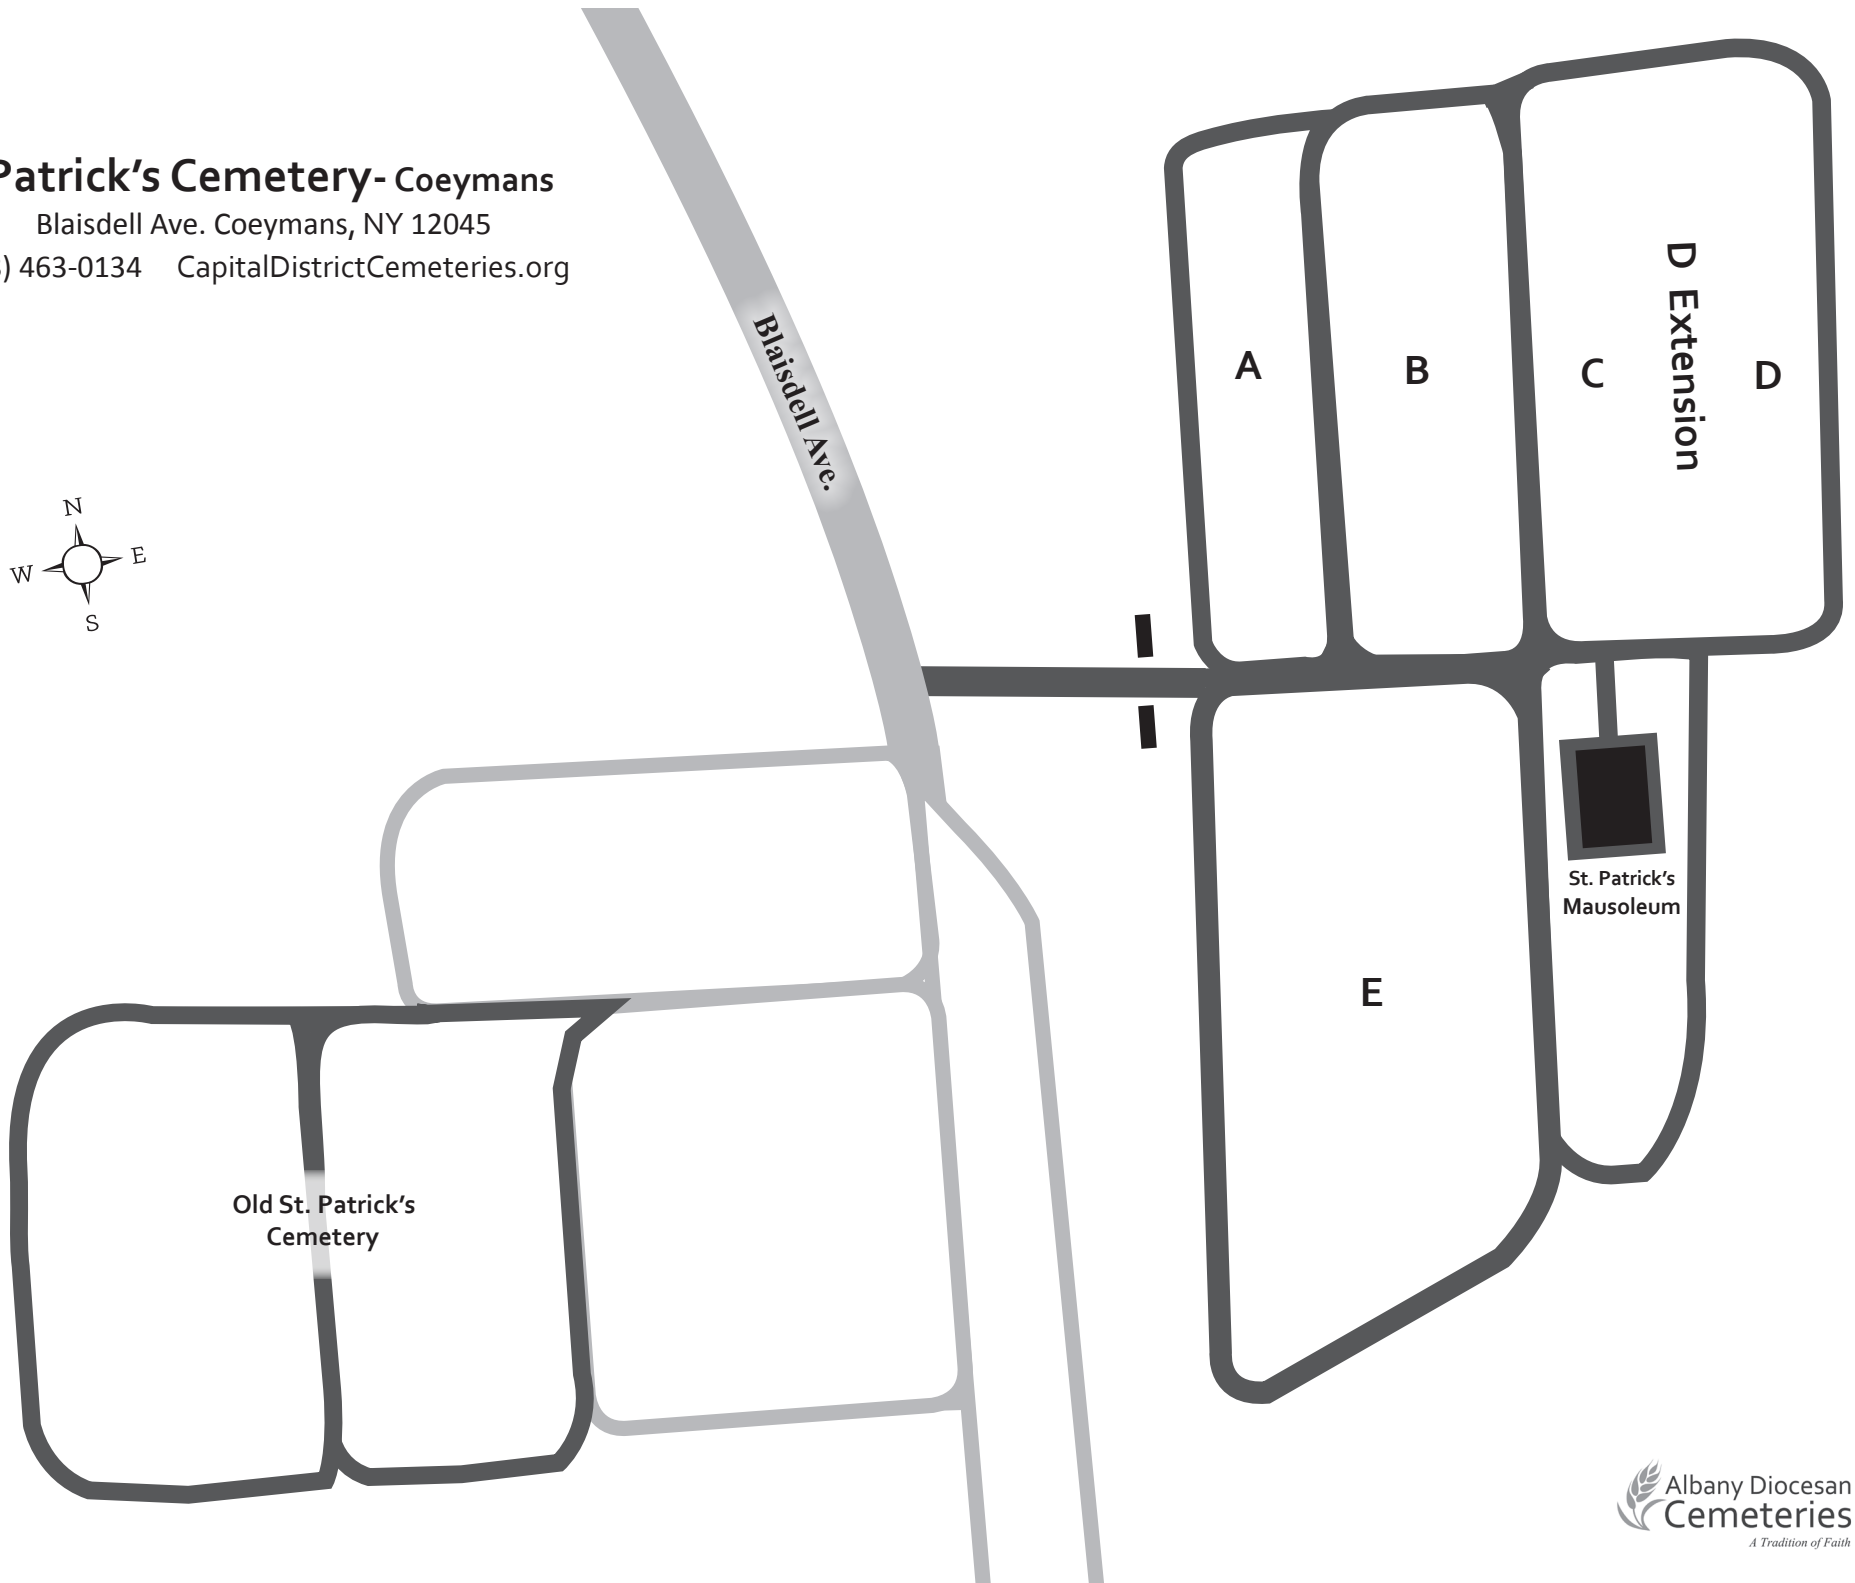 Patrick’s Cemetery- Coeymans
Blaisdell Ave. Coeymans, NY 12045
) 463-0134 CapitalDistrictCemeteries.org
Blaisdell Ave.
N
W
E
S
A
B
C
D Extension
D
St. Patrick’s
Mausoleum
E
Old St. Patrick’s
Cemetery
Albany Diocesan
Cemeteries
A Tradition of Faith